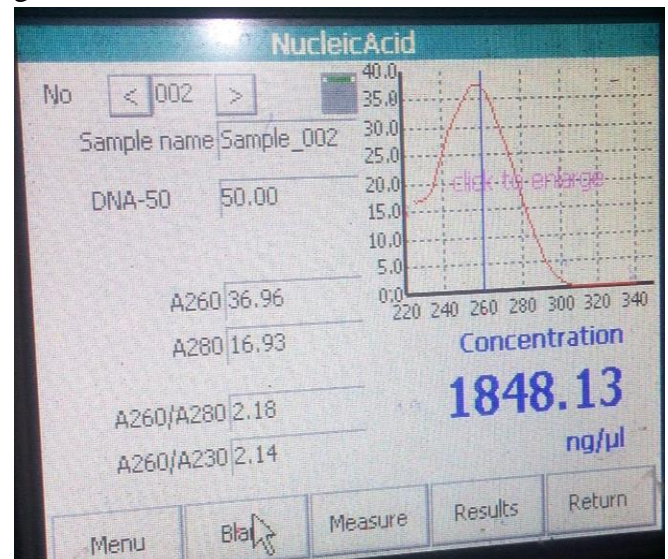 NucleicAcid
No < 002 >
Sample name Sample_002
DNA-50 50.00
A260 36.96
A280 16.93
A260/A280 2.18
A260/A230 2.14
40.0
35.0
30.0
25.0
20.0
15.0
10.0
5.0
0.0
click to enlarge
220 240 260 280 300 320 340
Concentration
1848.13
ng/µl
Menu Measure Results Return